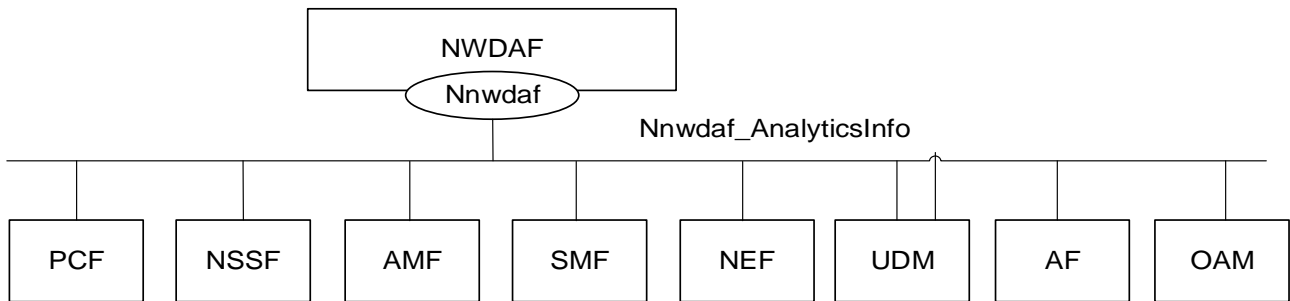 NWDAF
Nnwdaf
Nnwdaf_AnalyticsInfo
PCF
NSSF
AMF
SMF
NEF
UDM
AF
OAM